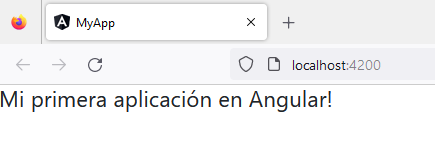 MyApp
localhost:4200
Mi primera aplicación en Angular!